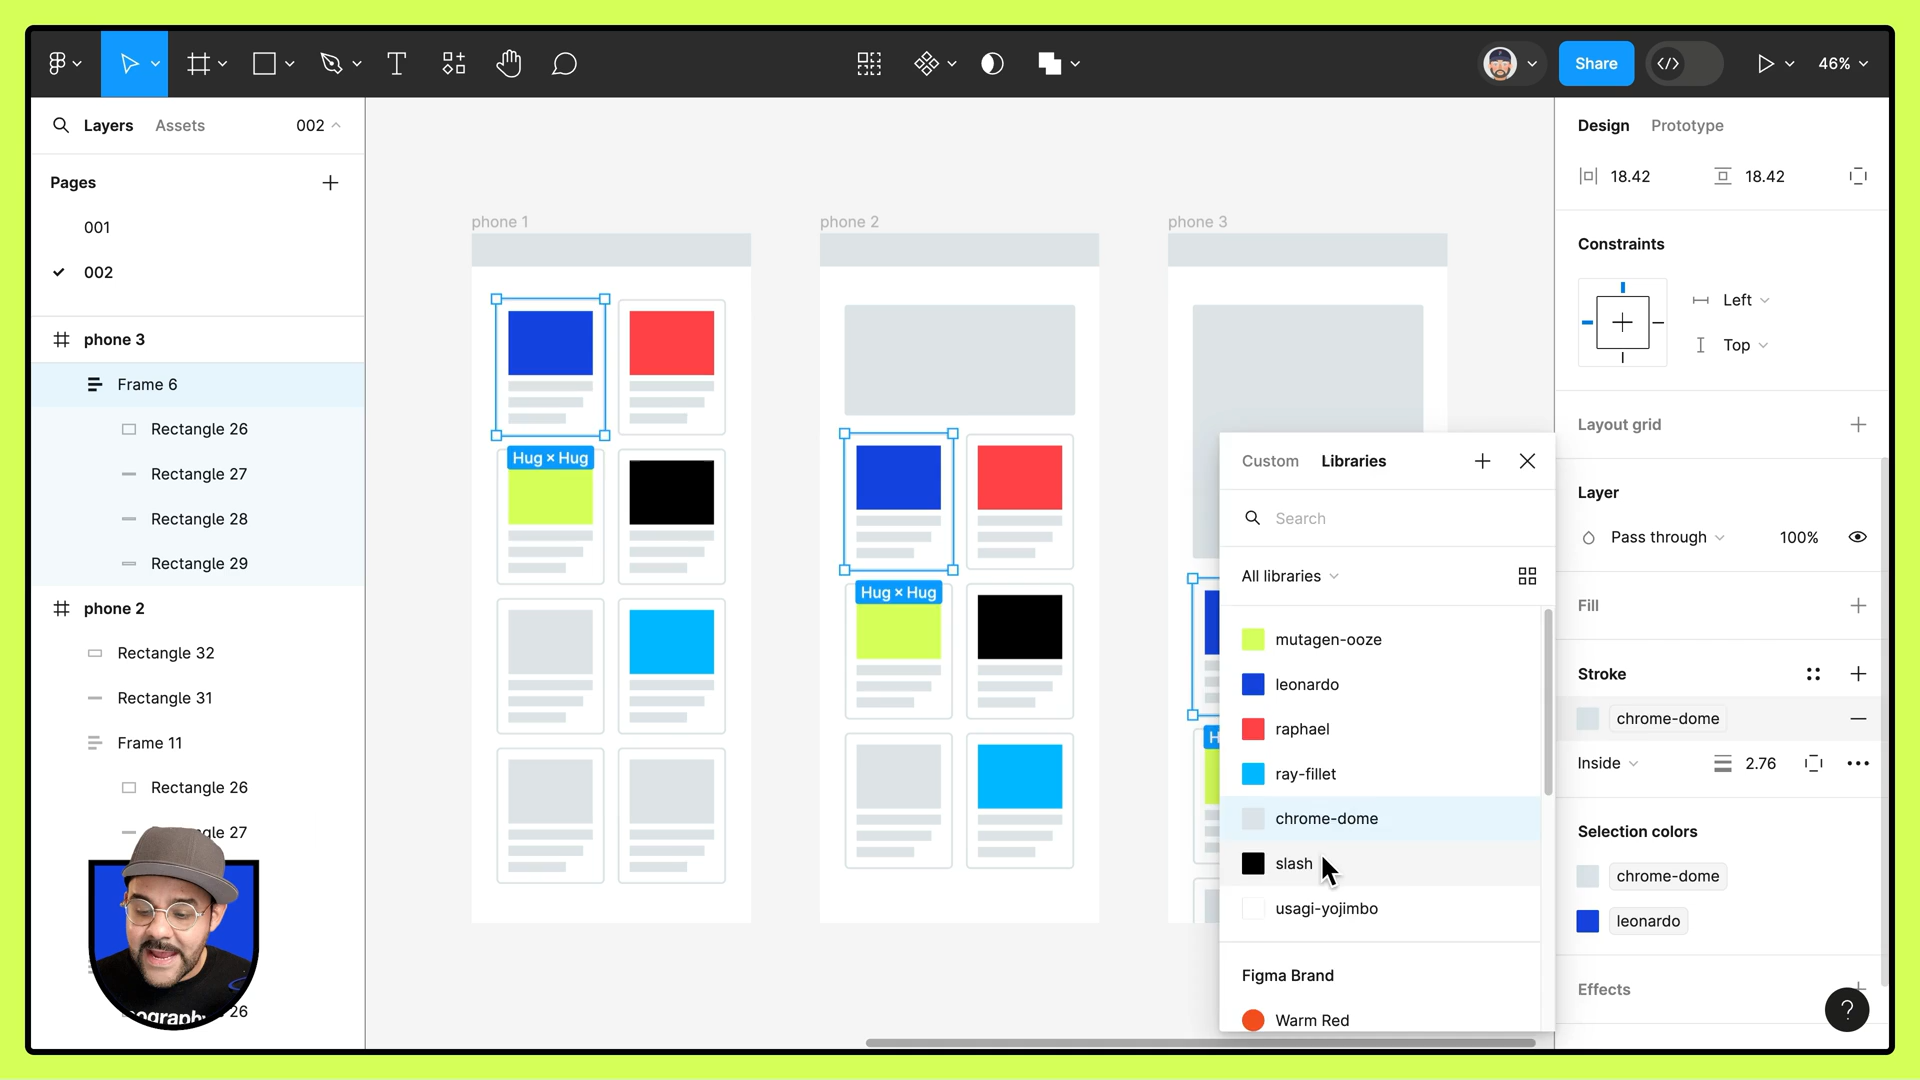 Share
46%
Layers
Assets
002
Pages
001
002
phone 3
Frame 6
Rectangle 26
Rectangle 27
Rectangle 28
Rectangle 29
phone 2
Rectangle 32
Rectangle 31
Frame 11
Rectangle 26
gle 27
26
ography
phone 1
phone 2
phone 3
Hug × Hug
Hug × Hug
H
Custom
Libraries
Search
All libraries
mutagen-ooze
leonardo
raphael
ray-fillet
chrome-dome
slash
usagi-yojimbo
Figma Brand
Warm Red
Design
Prototype
18.42
18.42
Constraints
Left
Top
Layout grid
Layer
Pass through
100%
Fill
Stroke
chrome-dome
Inside
2.76
Selection colors
chrome-dome
leonardo
Effects
?